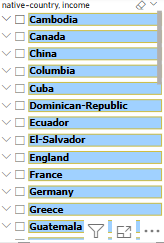 native-country, income
Cambodia
Canada
China
Columbia
Cuba
Dominican-Republic
Ecuador
El-Salvador
England
France
Germany
Greece
Guatemala